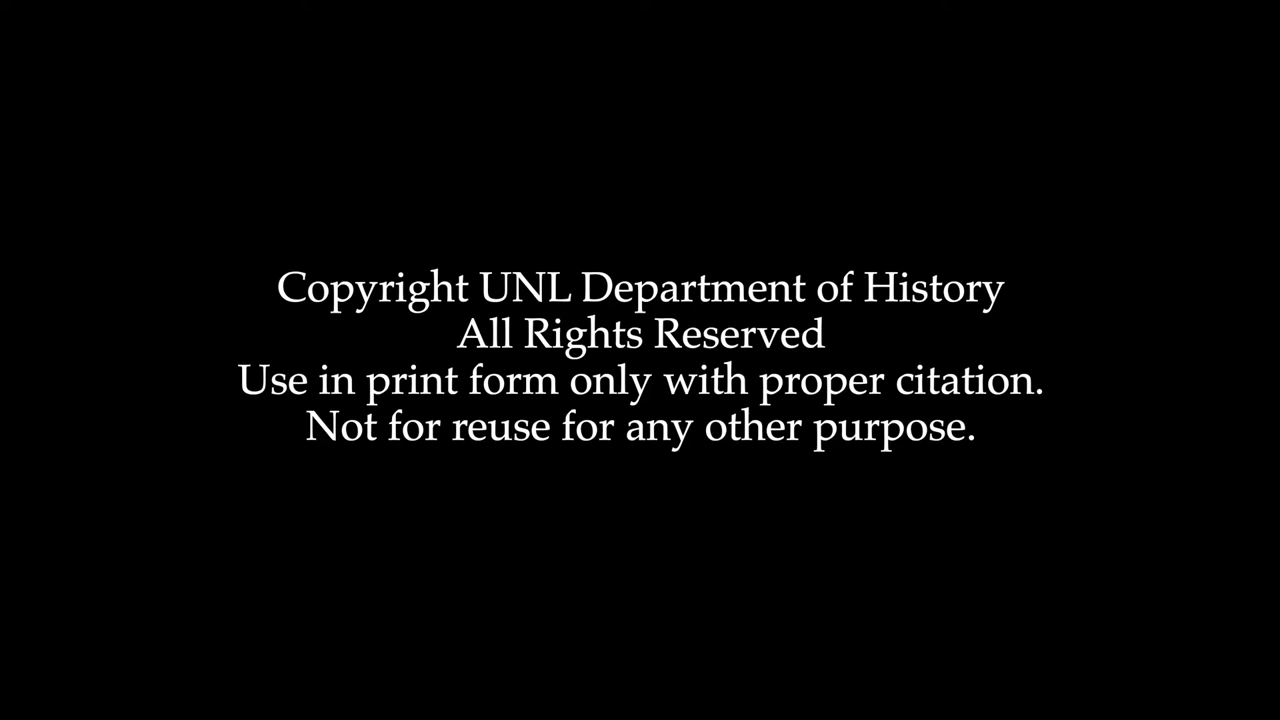 Copyright UNL Department of History
All Rights Reserved
Use in print form only with proper citation.
Not for reuse for any other purpose.